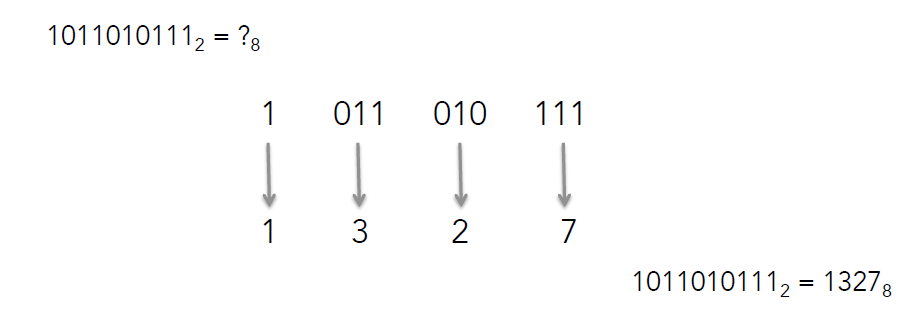 1011010111₂ = ?₈
1 011 010 111
1 3 2 7
1011010111₂ = 1327₈